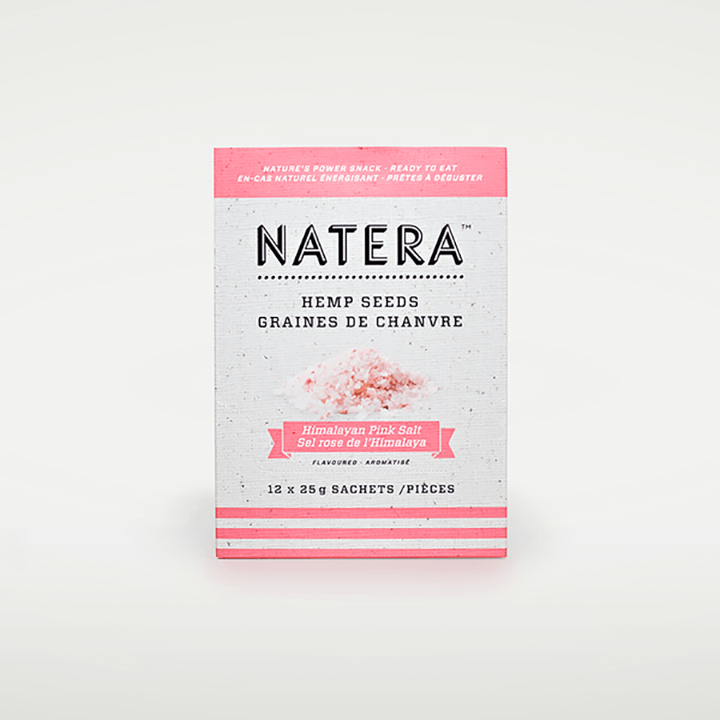 NATURE'S POWER SNACK - READY TO EAT
EN-CAS NATUREL ÉNERGISANT - PRÊTES À DÉGUSTER
NATERA™
HEMP SEEDS
GRAINES DE CHANVRE
Himalayan Pink Salt
Sel rose de l'Himalaya
FLAVOURED - AROMATISÉ
12 x 25g SACHETS /PIÈCES